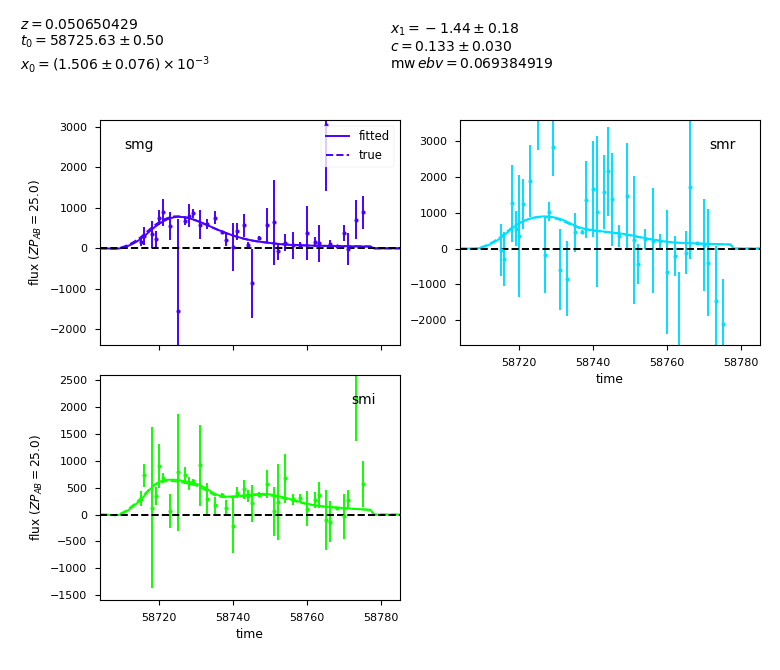 z = 0.050650429
t₀ = 58725.63 ± 0.50
x₀ = (1.506 ± 0.076) × 10⁻³
x₁ = −1.44 ± 0.18
c = 0.133 ± 0.030
mw ebv = 0.069384919
smg
fitted
true
3000
2000
1000
0
−1000
−2000
flux (ZP_AB = 25.0)
smr
3000
2000
1000
0
−1000
−2000
58720 58740 58760 58780
time
smi
2500
2000
1500
1000
500
0
−500
−1000
−1500
flux (ZP_AB = 25.0)
58720 58740 58760 58780
time